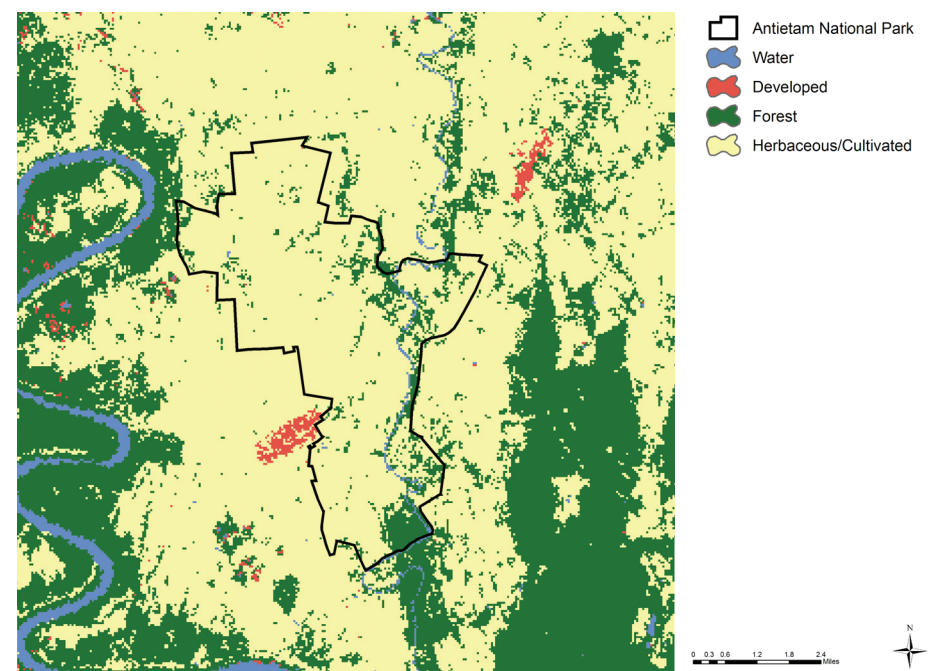 Antietam National Park
Water
Developed
Forest
Herbaceous/Cultivated
N
0 0.3 0.6 1.2 1.8 2.4
Miles